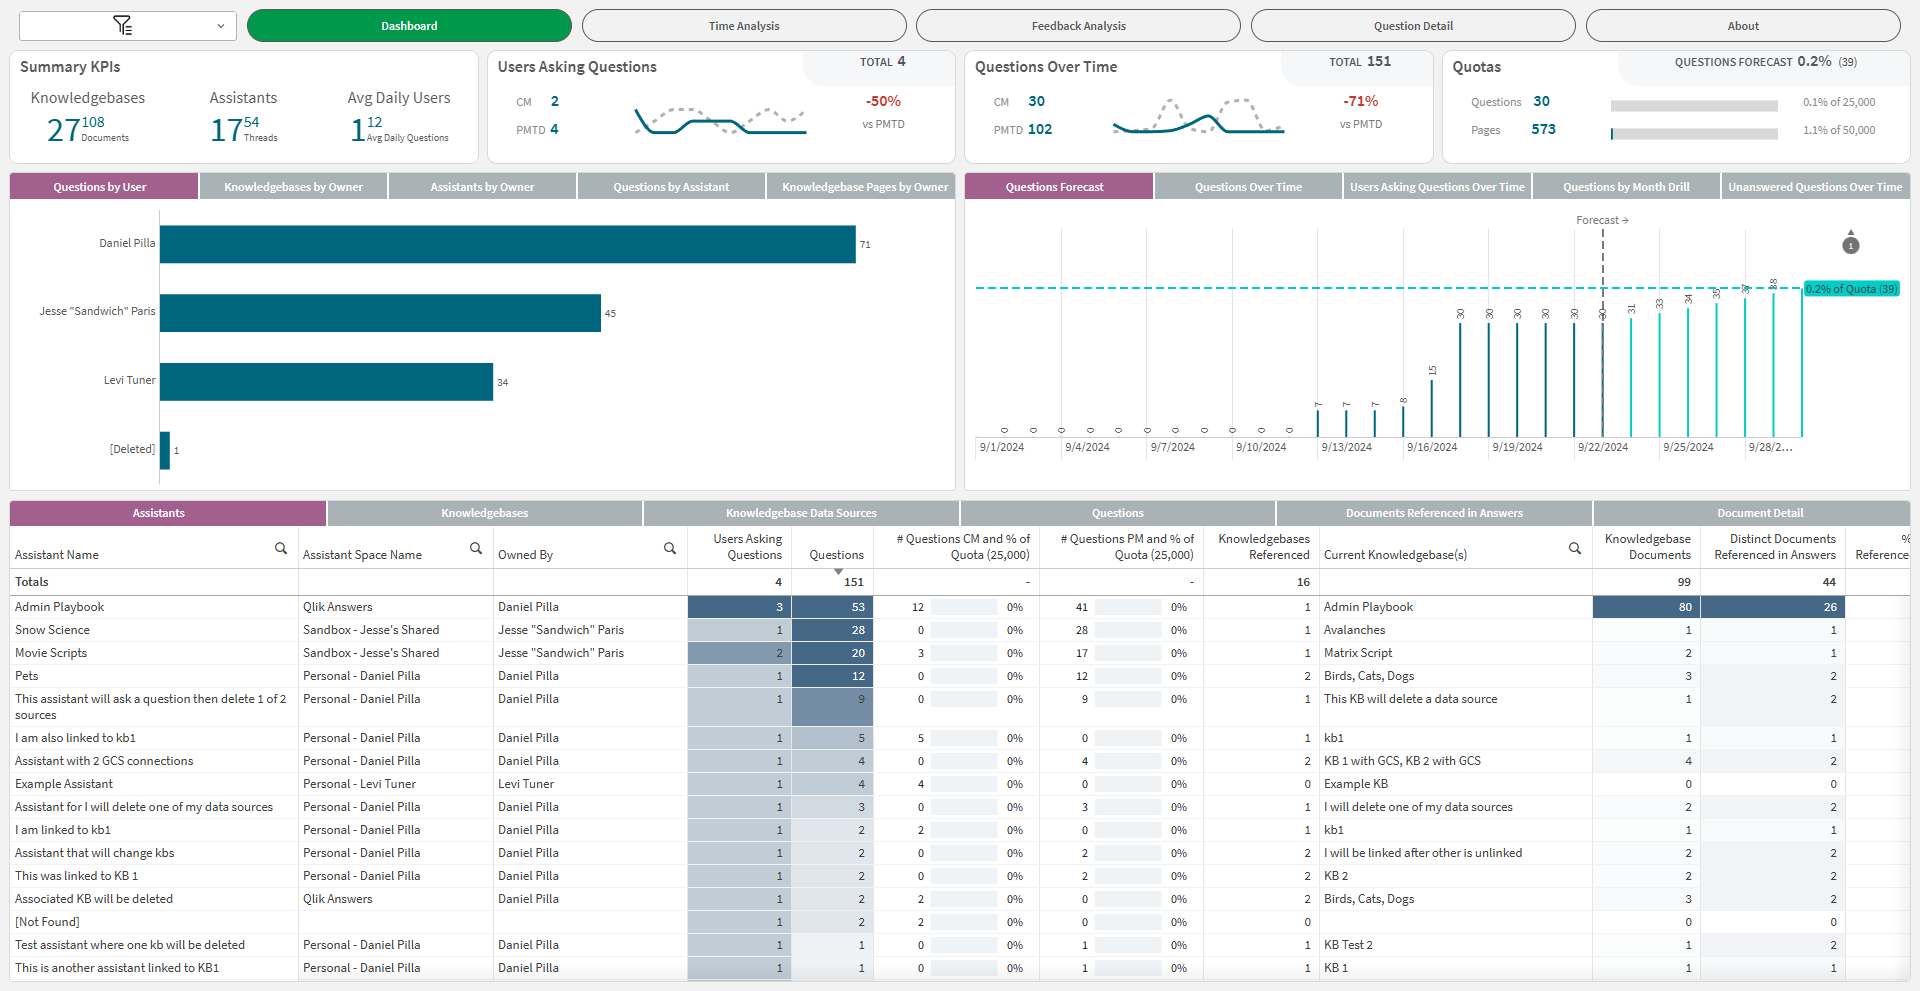 Dashboard
Time Analysis
Feedback Analysis
Question Detail
About
Summary KPIs
Knowledgebases
27
108
Documents
Assistants
17
54
Threads
Avg Daily Users
1
12
Avg Daily Questions
Users Asking Questions
TOTAL 4
CM 2
PMTD 4
-50%
vs PMTD
Questions Over Time
TOTAL 151
CM 30
PMTD 102
-71%
vs PMTD
Quotas
QUESTIONS FORECAST 0.2% (39)
Questions 30
0.1% of 25,000
Pages 573
1.1% of 50,000
Questions by User
Knowledgebases by Owner
Assistants by Owner
Questions by Assistant
Knowledgebase Pages by Owner
Daniel Pilla
71
Jesse "Sandwich" Paris
45
Levi Tuner
34
[Deleted]
1
Questions Forecast
Questions Over Time
Users Asking Questions Over Time
Questions by Month Drill
Unanswered Questions Over Time
Forecast →
1
0.2% of Quota (39)
0 0 0 0 0 0 0 0 0 0 0 7 7 7 8 15 30 30 30 30 30 30 31 33 34 35 37 38
9/1/2024 9/4/2024 9/7/2024 9/10/2024 9/13/2024 9/16/2024 9/19/2024 9/22/2024 9/25/2024 9/28/2...
Assistants
Knowledgebases
Knowledgebase Data Sources
Questions
Documents Referenced in Answers
Document Detail
Assistant Name
Assistant Space Name
Owned By
Users Asking
Questions
Questions
# Questions CM and % of
Quota (25,000)
# Questions PM and % of
Quota (25,000)
Knowledgebases
Referenced
Current Knowledgebase(s)
Knowledgebase
Documents
Distinct Documents
Referenced in Answers
%
Reference
Totals 4 151 - - 16 99 44
Admin Playbook Qlik Answers Daniel Pilla 3 53 12 0% 41 0% 1 Admin Playbook 80 26
Snow Science Sandbox - Jesse's Shared Jesse "Sandwich" Paris 1 28 0 0% 28 0% 1 Avalanches 1 1
Movie Scripts Sandbox - Jesse's Shared Jesse "Sandwich" Paris 2 20 3 0% 17 0% 1 Matrix Script 2 1
Pets Personal - Daniel Pilla Daniel Pilla 1 12 0 0% 12 0% 2 Birds, Cats, Dogs 3 2
This assistant will ask a question then delete 1 of 2
sources Personal - Daniel Pilla Daniel Pilla 1 9 0 0% 9 0% 1 This KB will delete a data source 1 2
I am also linked to kb1 Personal - Daniel Pilla Daniel Pilla 1 5 5 0% 0 0% 1 kb1 1 1
Assistant with 2 GCS connections Personal - Daniel Pilla Daniel Pilla 1 4 0 0% 4 0% 2 KB 1 with GCS, KB 2 with GCS 4 2
Example Assistant Personal - Levi Tuner Levi Tuner 1 4 4 0% 0 0% 0 Example KB 0 0
Assistant for I will delete one of my data sources Personal - Daniel Pilla Daniel Pilla 1 3 0 0% 3 0% 1 I will delete one of my data sources 2 2
I am linked to kb1 Personal - Daniel Pilla Daniel Pilla 1 2 2 0% 0 0% 1 kb1 1 1
Assistant that will change kbs Personal - Daniel Pilla Daniel Pilla 1 2 0 0% 2 0% 2 I will be linked after other is unlinked 2 2
This was linked to KB 1 Personal - Daniel Pilla Daniel Pilla 1 2 0 0% 2 0% 2 KB 2 2 2
Associated KB will be deleted Qlik Answers Daniel Pilla 1 2 2 0% 0 0% 2 Birds, Cats, Dogs 3 2
[Not Found] 1 2 2 0% 0 0% 0 0 0
Test assistant where one kb will be deleted Personal - Daniel Pilla Daniel Pilla 1 1 0 0% 1 0% 1 KB Test 2 1 2
This is another assistant linked to KB1 Personal - Daniel Pilla Daniel Pilla 1 1 0 0% 1 0% 1 KB 1 1 1